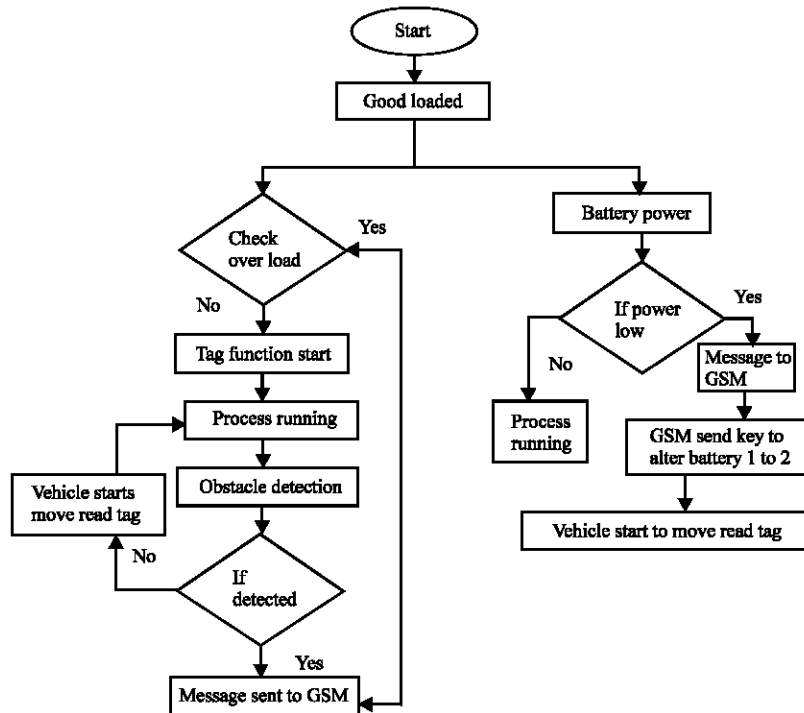 Start
Good loaded
Check
over load
Yes
No
Tag function start
Process running
Obstacle detection
Vehicle starts
move read tag
No
If
detected
Yes
Message sent to GSM
Battery power
If power
low
Yes
No
Message to
GSM
Process
running
GSM send key to
alter battery 1 to 2
Vehicle start to move read tag